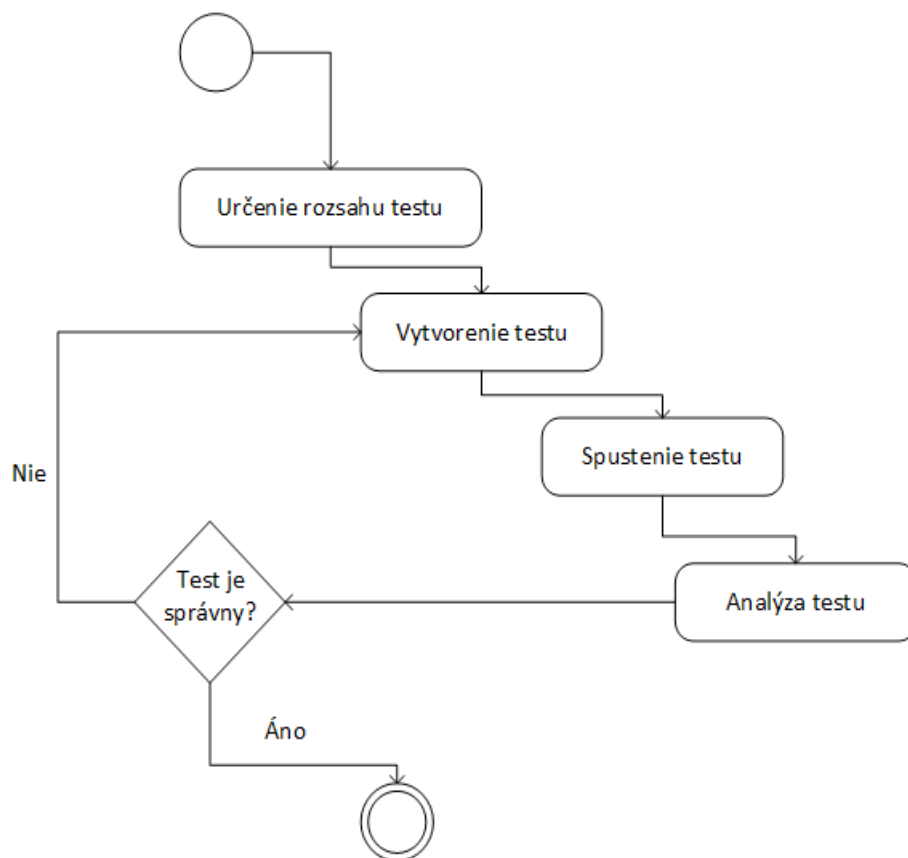 Určenie rozsahu testu
Vytvorenie testu
Spustenie testu
Nie
Test je
správny?
Analýza testu
Áno